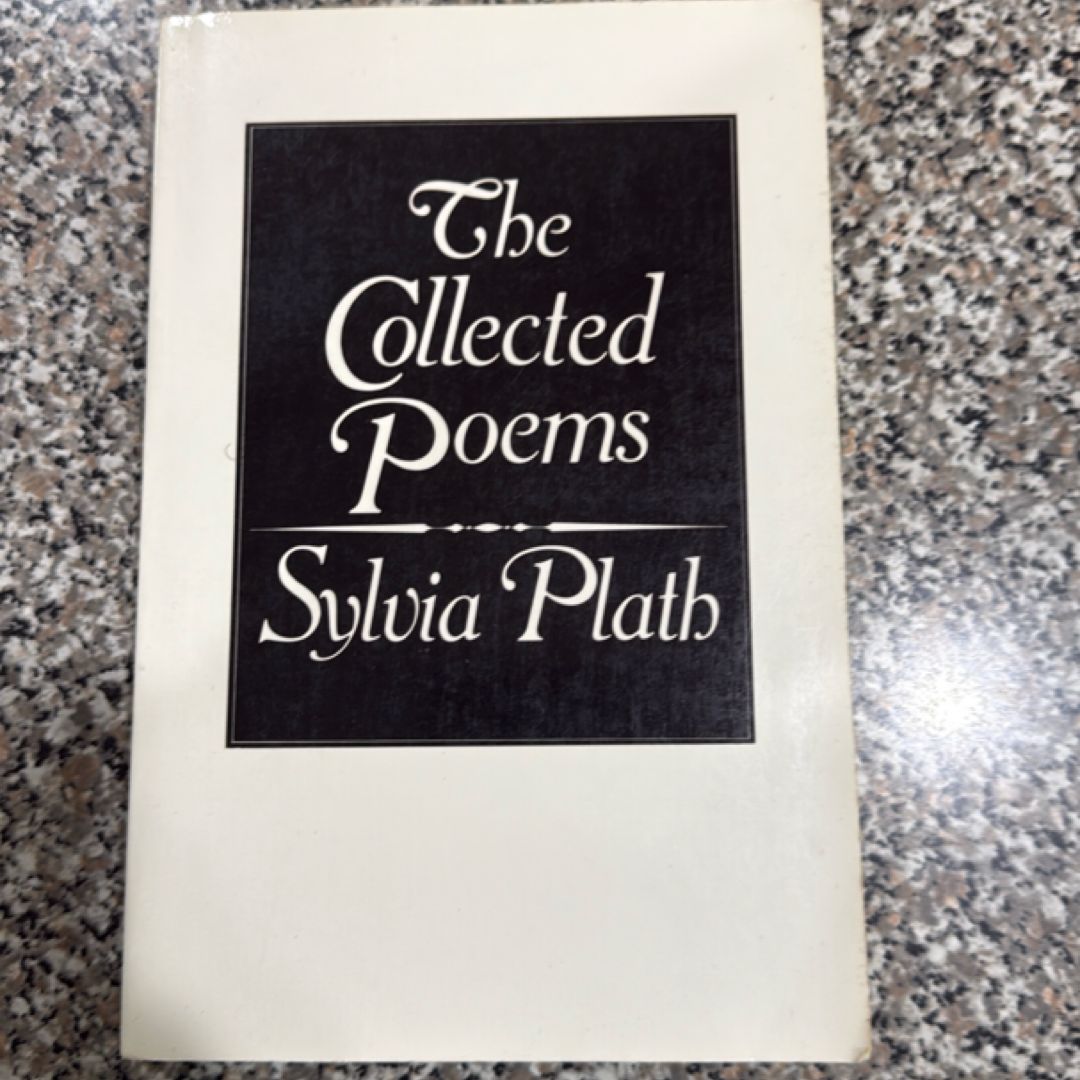 The
Collected
Poems
Sylvia Plath